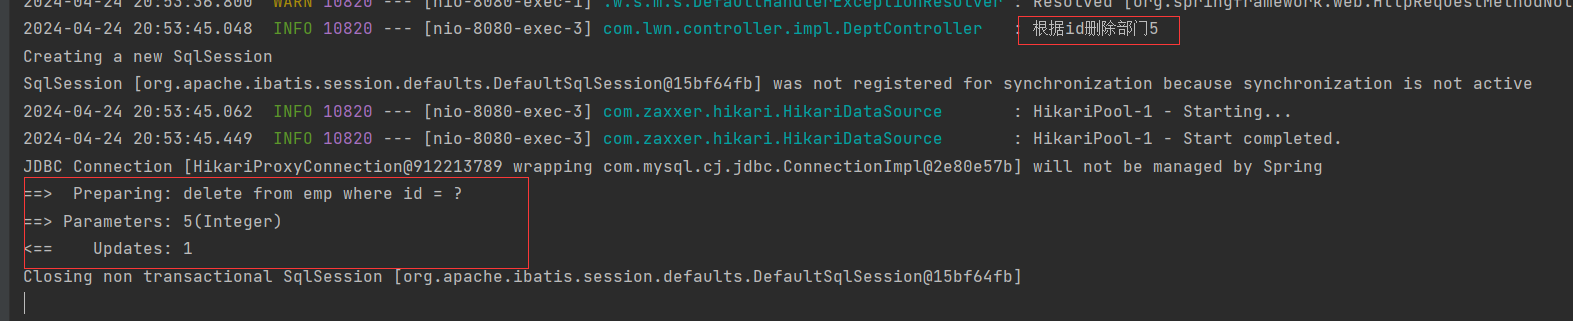 2024-04-24 20:53:36.800  WARN 10820 --- [nio-8080-exec-1] .w.s.m.s.DefaultHandlerExceptionResolver : Resolved [org.springframework.web.HttpRequestMethodNot
2024-04-24 20:53:45.048  INFO 10820 --- [nio-8080-exec-3] com.lwn.controller.impl.DeptController   : 根据id删除部门5
Creating a new SqlSession
SqlSession [org.apache.ibatis.session.defaults.DefaultSqlSession@15bf64fb] was not registered for synchronization because synchronization is not active
2024-04-24 20:53:45.062  INFO 10820 --- [nio-8080-exec-3] com.zaxxer.hikari.HikariDataSource       : HikariPool-1 - Starting...
2024-04-24 20:53:45.449  INFO 10820 --- [nio-8080-exec-3] com.zaxxer.hikari.HikariDataSource       : HikariPool-1 - Start completed.
JDBC Connection [HikariProxyConnection@912213789 wrapping com.mysql.cj.jdbc.ConnectionImpl@2e80e57b] will not be managed by Spring
==>  Preparing: delete from emp where id = ?
==> Parameters: 5(Integer)
<==    Updates: 1
Closing non transactional SqlSession [org.apache.ibatis.session.defaults.DefaultSqlSession@15bf64fb]